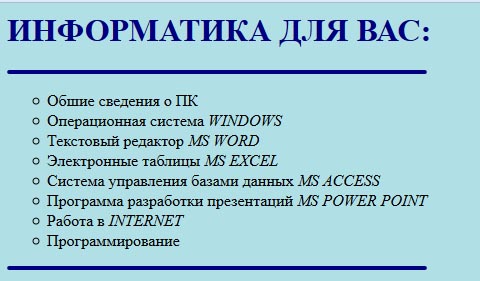 ИНФОРМАТИКА ДЛЯ ВАС:
Обшие сведения о ПК
Операционная система WINDOWS
Текстовый редактор MS WORD
Электронные таблицы MS EXCEL
Система управления базами данных MS ACCESS
Программа разработки презентаций MS POWER POINT
Работа в INTERNET
Программирование